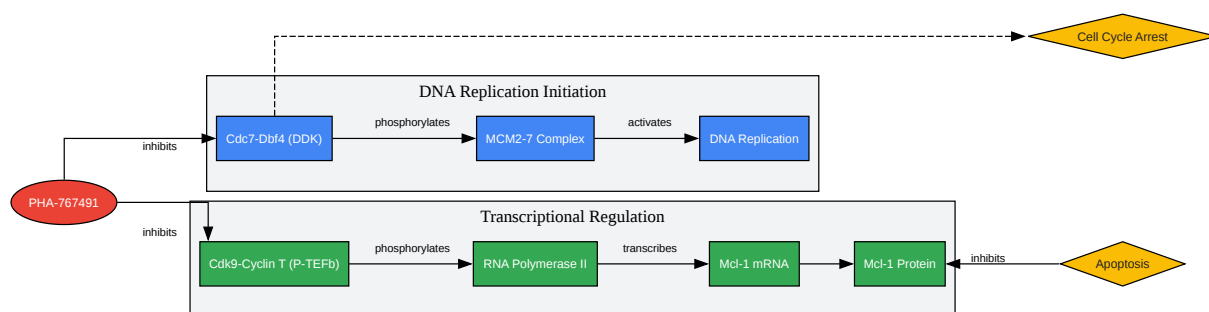 Cell Cycle Arrest
DNA Replication Initiation
phosphorylates
activates
Cdc7-Dbf4 (DDK)
MCM2-7 Complex
DNA Replication
inhibits
PHA-767491
Transcriptional Regulation
inhibits
phosphorylates
transcribes
Cdk9-Cyclin T (P-TEFb)
RNA Polymerase II
Mcl-1 mRNA
Mcl-1 Protein
inhibits
Apoptosis